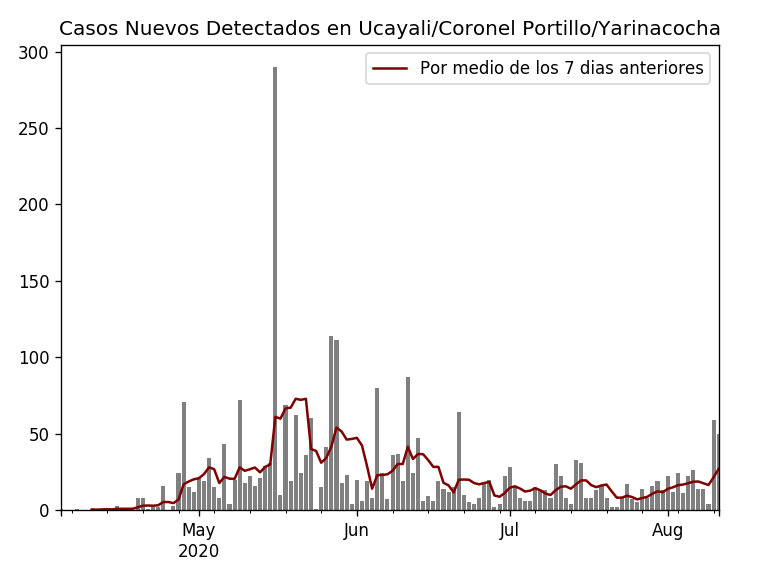 Casos Nuevos Detectados en Ucayali/Coronel Portillo/Yarinacocha
Por medio de los 7 dias anteriores
300
250
200
150
100
50
0
May
2020
Jun
Jul
Aug